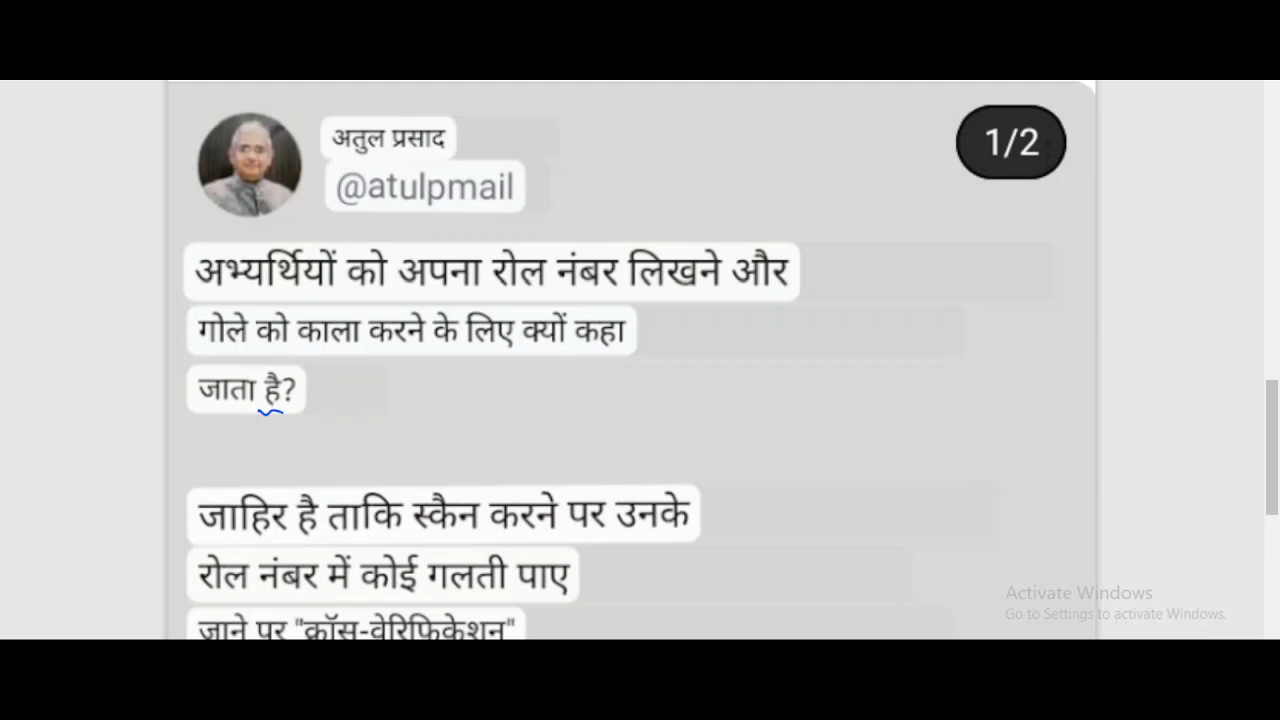 अतुल प्रसाद
@atulpmail
1/2
अभ्यर्थियों को अपना रोल नंबर लिखने और
गोले को काला करने के लिए क्यों कहा
जाता है?
जाहिर है ताकि स्कैन करने पर उनके
रोल नंबर में कोई गलती पाए
जाने पर "क्रॉस-वेरिफिकेशन"
Activate Windows
Go to Settings to activate Windows.